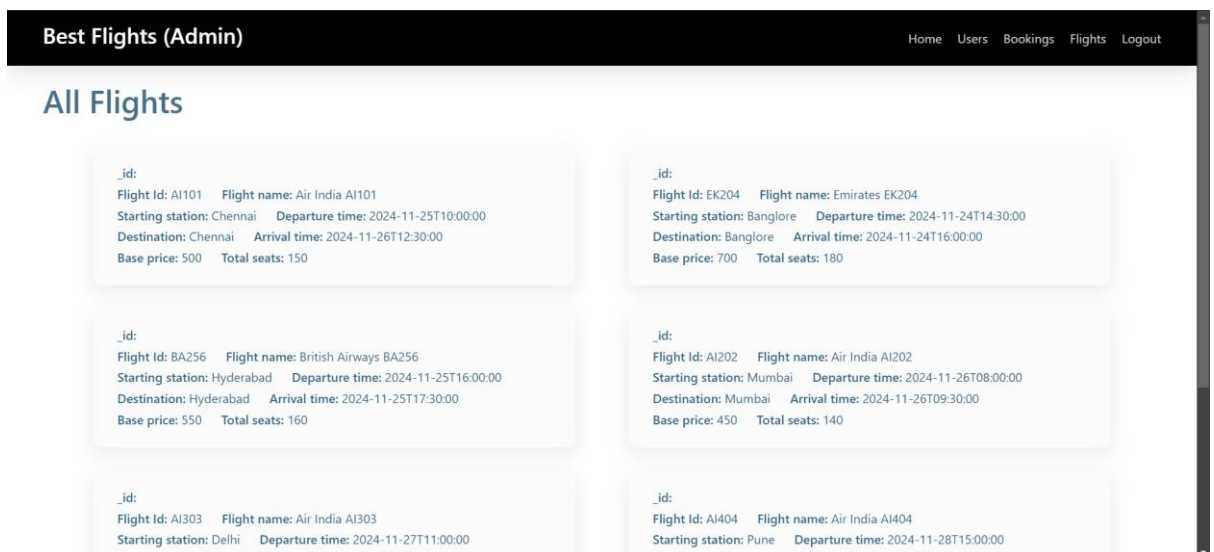 Best Flights (Admin)
Home Users Bookings Flights Logout
All Flights
_id:
Flight Id: AI101 Flight name: Air India AI101
Starting station: Chennai Departure time: 2024-11-25T10:00:00
Destination: Chennai Arrival time: 2024-11-26T12:30:00
Base price: 500 Total seats: 150
_id:
Flight Id: EK204 Flight name: Emirates EK204
Starting station: Banglore Departure time: 2024-11-24T14:30:00
Destination: Banglore Arrival time: 2024-11-24T16:00:00
Base price: 700 Total seats: 180
_id:
Flight Id: BA256 Flight name: British Airways BA256
Starting station: Hyderabad Departure time: 2024-11-25T16:00:00
Destination: Hyderabad Arrival time: 2024-11-25T17:30:00
Base price: 550 Total seats: 160
_id:
Flight Id: AI202 Flight name: Air India AI202
Starting station: Mumbai Departure time: 2024-11-26T08:00:00
Destination: Mumbai Arrival time: 2024-11-26T09:30:00
Base price: 450 Total seats: 140
_id:
Flight Id: AI303 Flight name: Air India AI303
Starting station: Delhi Departure time: 2024-11-27T11:00:00
_id:
Flight Id: AI404 Flight name: Air India AI404
Starting station: Pune Departure time: 2024-11-28T15:00:00